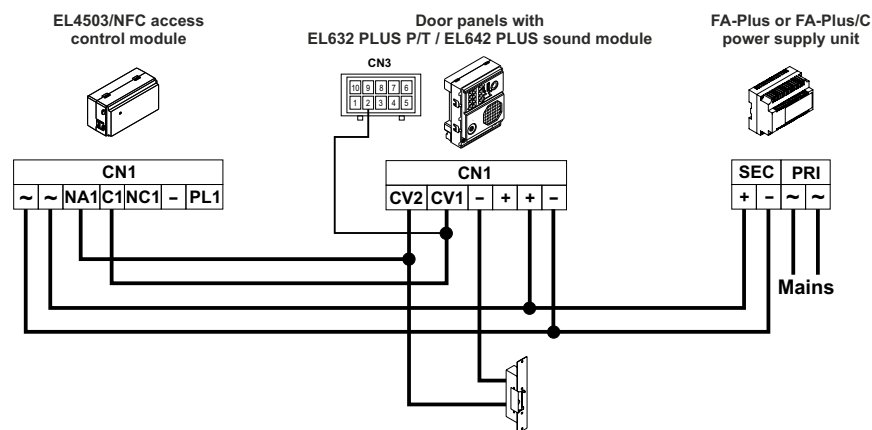 EL4503/NFC access
control module
Door panels with
EL632 PLUS P/T / EL642 PLUS sound module
FA-Plus or FA-Plus/C
power supply unit
CN3
10 9 8 7 6
1 2 3 4 5
CN1
~ ~ NA1 C1 NC1 – PL1
CN1
CV2 CV1 – + + –
SEC PRI
+ – ~ ~
Mains